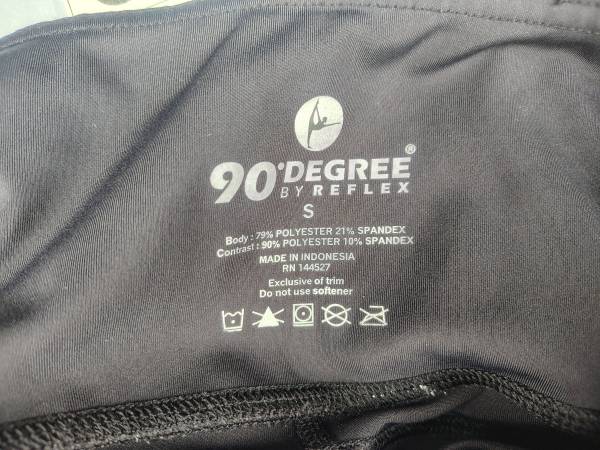 90° DEGREE®
BY REFLEX
S
Body : 79% POLYESTER 21% SPANDEX
Contrast : 90% POLYESTER 10% SPANDEX
MADE IN INDONESIA
RN 144527
Exclusive of trim
Do not use softener